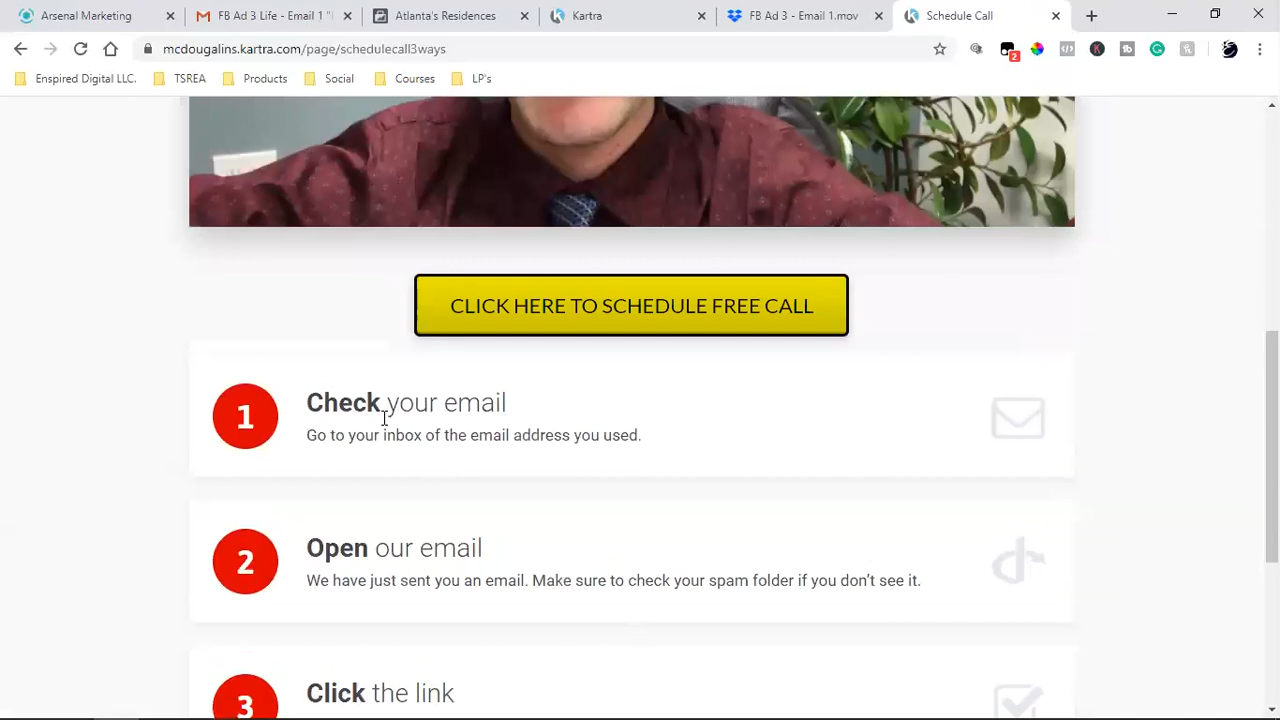 Arsenal Marketing
FB Ad 3 Life - Email 1 "
Atlanta's Residences
Kartra
FB Ad 3 - Email 1.mov
Schedule Call
mcdougalins.kartra.com/page/schedulecall3ways
2
Enspired Digital LLC.
TSREA
Products
Social
Courses
LP's
CLICK HERE TO SCHEDULE FREE CALL
1
Check your email
Go to your inbox of the email address you used.
2
Open our email
We have just sent you an email. Make sure to check your spam folder if you don’t see it.
3
Click the link